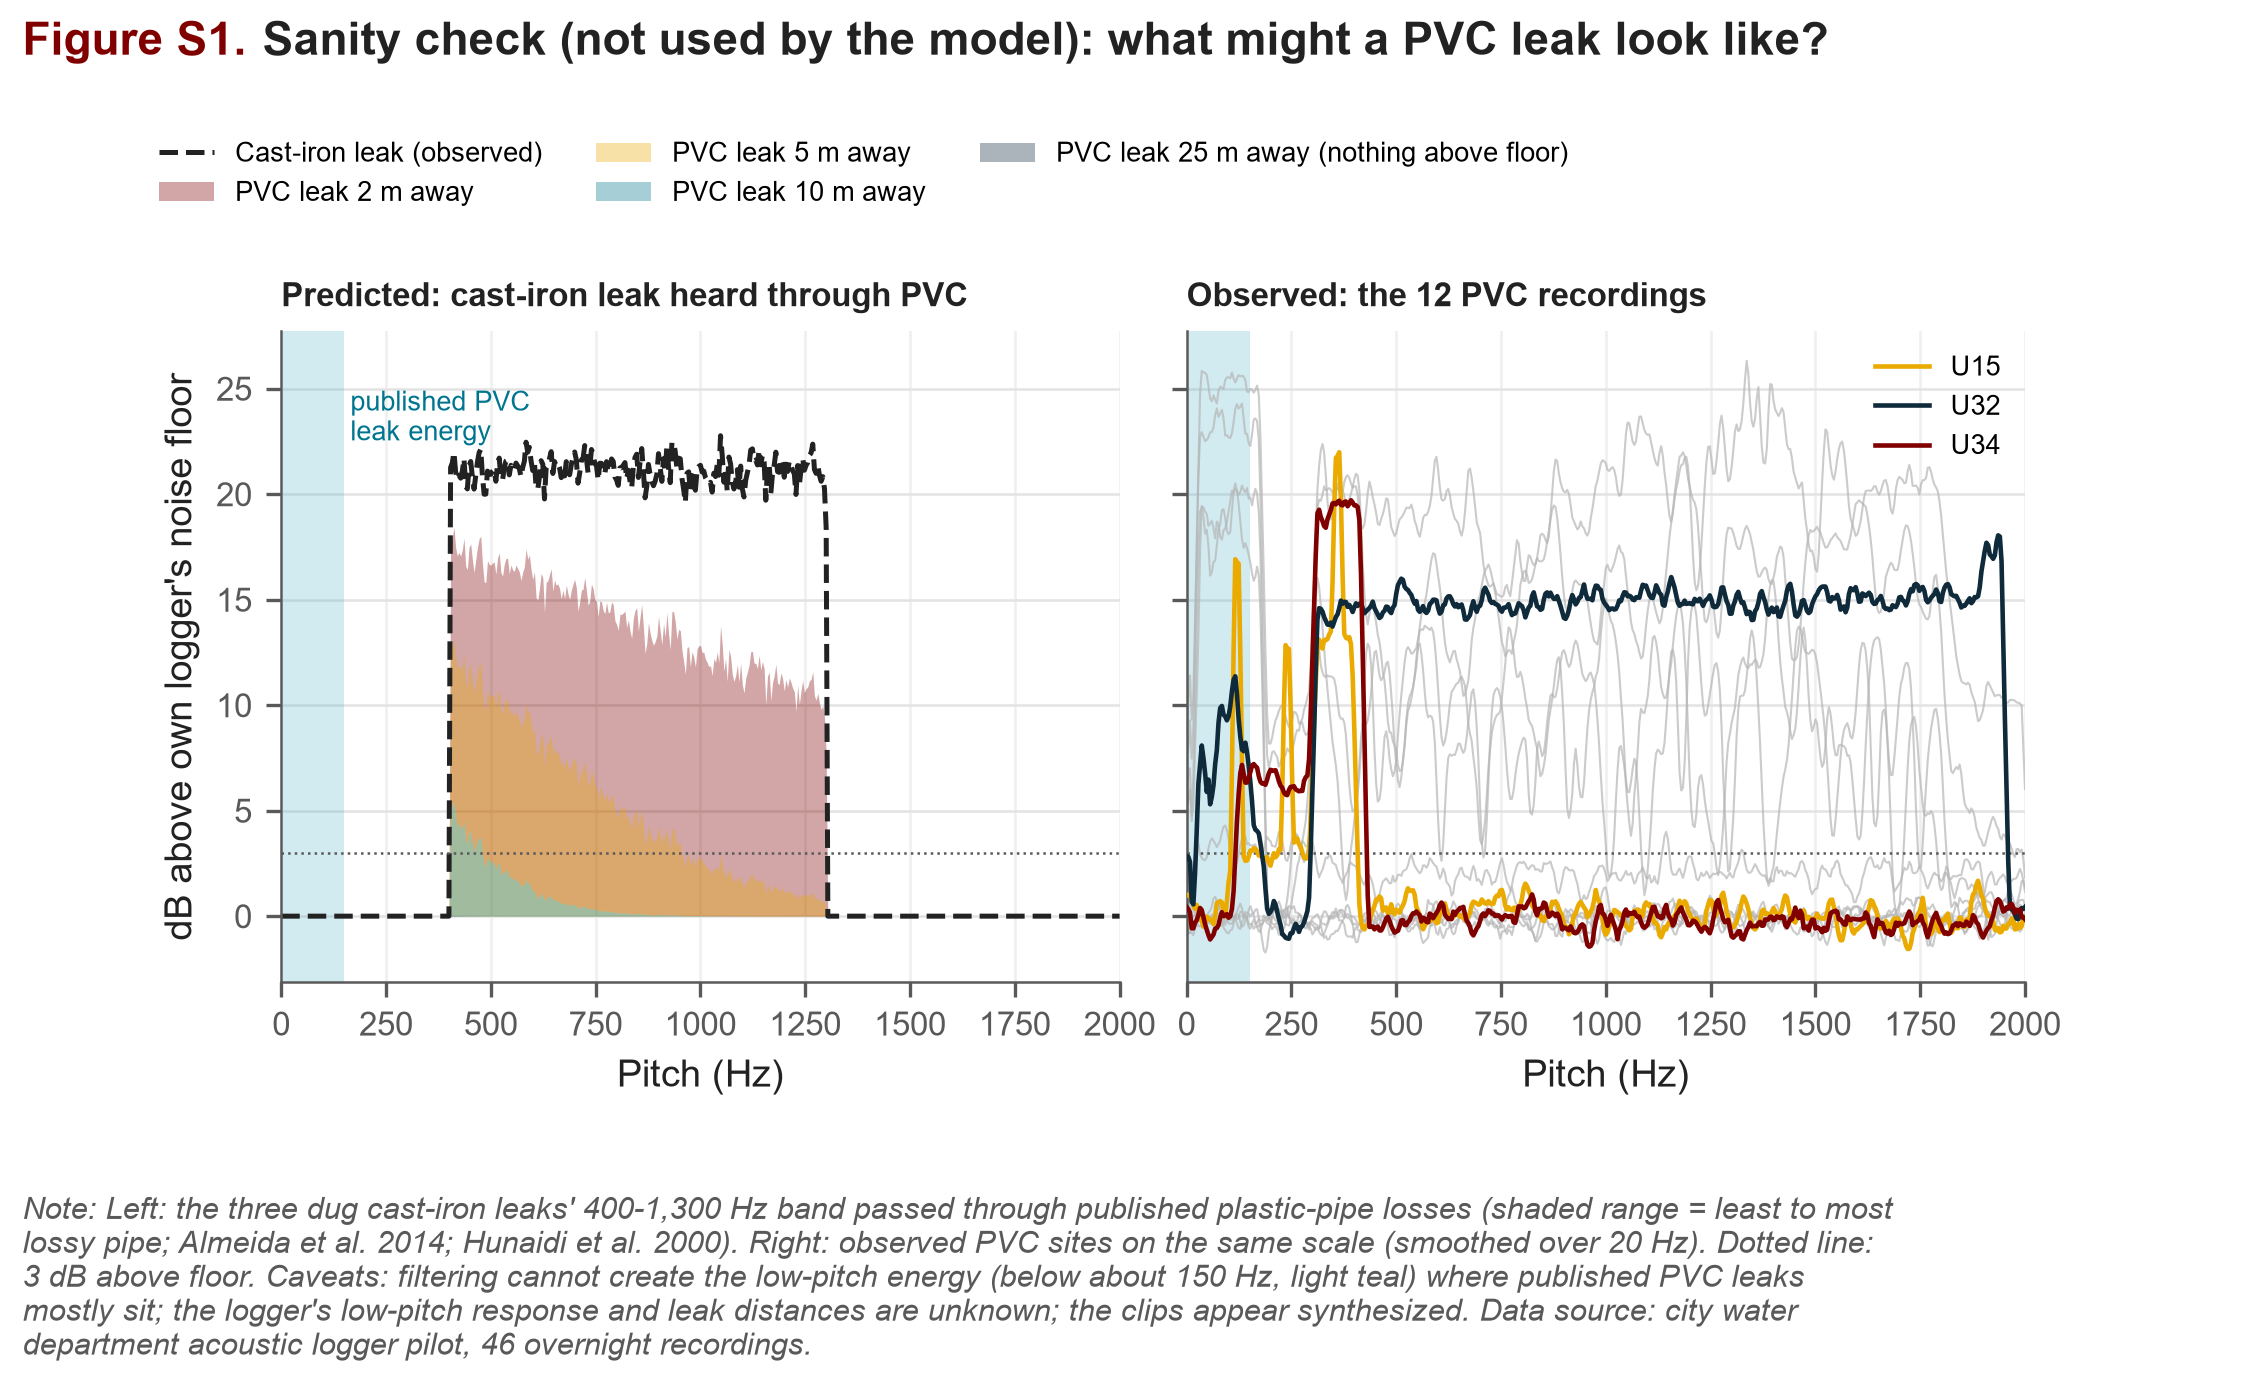 Figure S1. Sanity check (not used by the model): what might a PVC leak look like?
Cast-iron leak (observed)
PVC leak 2 m away
PVC leak 5 m away
PVC leak 10 m away
PVC leak 25 m away (nothing above floor)
Predicted: cast-iron leak heard through PVC
dB above own logger's noise floor
25
20
15
10
5
0
published PVC
leak energy
0 250 500 750 1000 1250 1500 1750 2000
Pitch (Hz)
Observed: the 12 PVC recordings
U15
U32
U34
0 250 500 750 1000 1250 1500 1750 2000
Pitch (Hz)
Note: Left: the three dug cast-iron leaks' 400-1,300 Hz band passed through published plastic-pipe losses (shaded range = least to most
lossy pipe; Almeida et al. 2014; Hunaidi et al. 2000). Right: observed PVC sites on the same scale (smoothed over 20 Hz). Dotted line:
3 dB above floor. Caveats: filtering cannot create the low-pitch energy (below about 150 Hz, light teal) where published PVC leaks
mostly sit; the logger's low-pitch response and leak distances are unknown; the clips appear synthesized. Data source: city water
department acoustic logger pilot, 46 overnight recordings.